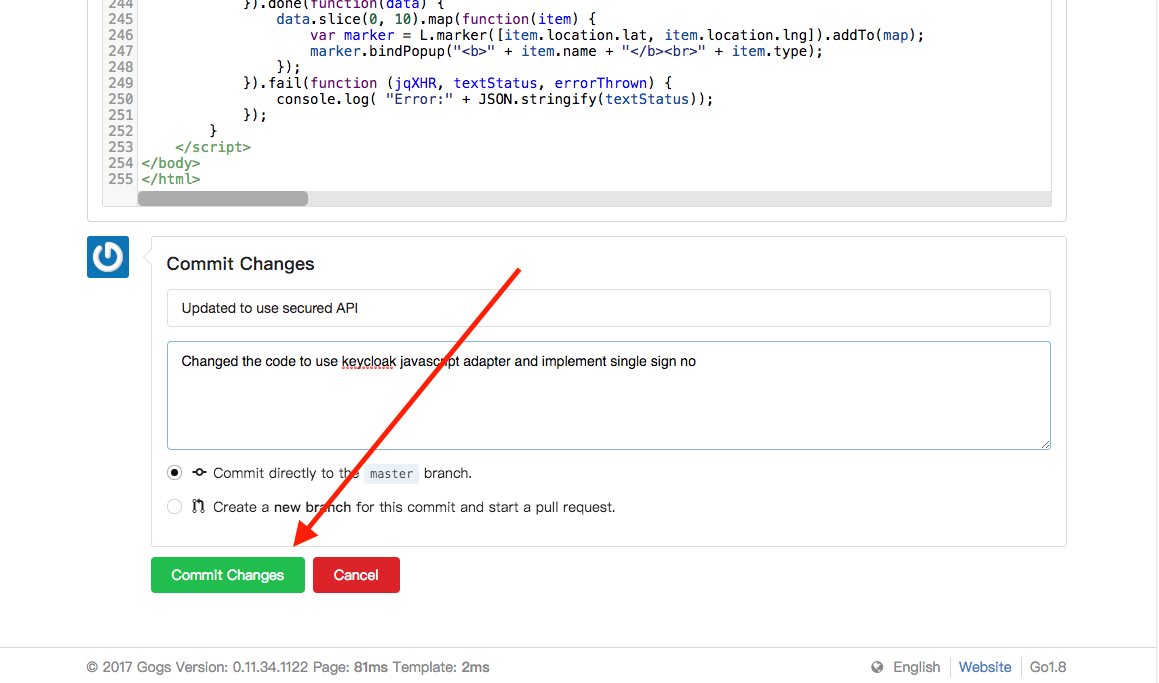 244 }).done(function(data) {
245 data.slice(0, 10).map(function(item) {
246 var marker = L.marker([item.location.lat, item.location.lng]).addTo(map);
247 marker.bindPopup("<b>" + item.name + "</b><br>" + item.type);
248 });
249 }).fail(function (jqXHR, textStatus, errorThrown) {
250 console.log( "Error:" + JSON.stringify(textStatus));
251 });
252 }
253 </script>
254 </body>
255 </html>
Commit Changes
Updated to use secured API
Changed the code to use keycloak javascript adapter and implement single sign no
Commit directly to the master branch.
Create a new branch for this commit and start a pull request.
Commit Changes Cancel
© 2017 Gogs Version: 0.11.34.1122 Page: 81ms Template: 2ms English Website Go1.8